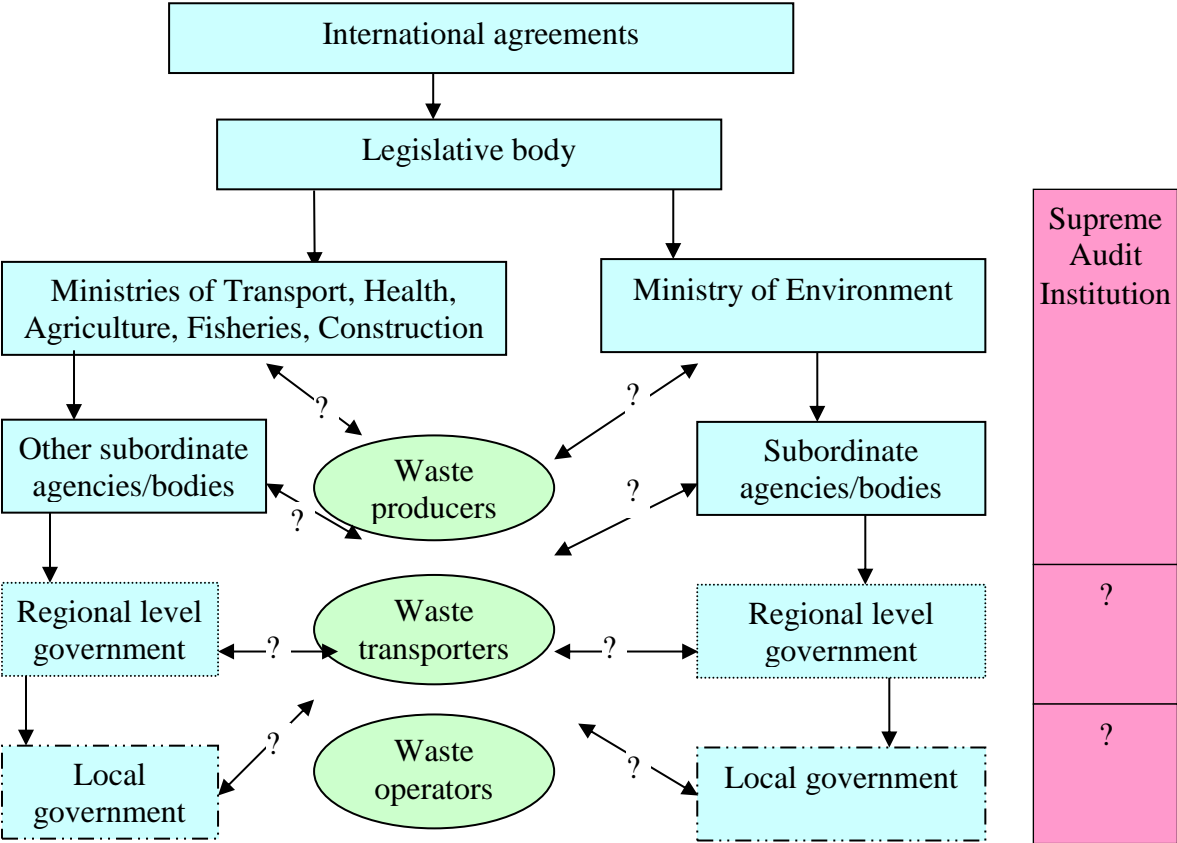 International agreements
Legislative body
Supreme
Audit
Institution
Ministries of Transport, Health,
Agriculture, Fisheries, Construction
Ministry of Environment
?
?
Other subordinate
agencies/bodies
Waste
producers
Subordinate
agencies/bodies
?
?
Regional level
government
Waste
transporters
Regional level
government
?
?
?
Local
government
Waste
operators
Local government
?
?
?